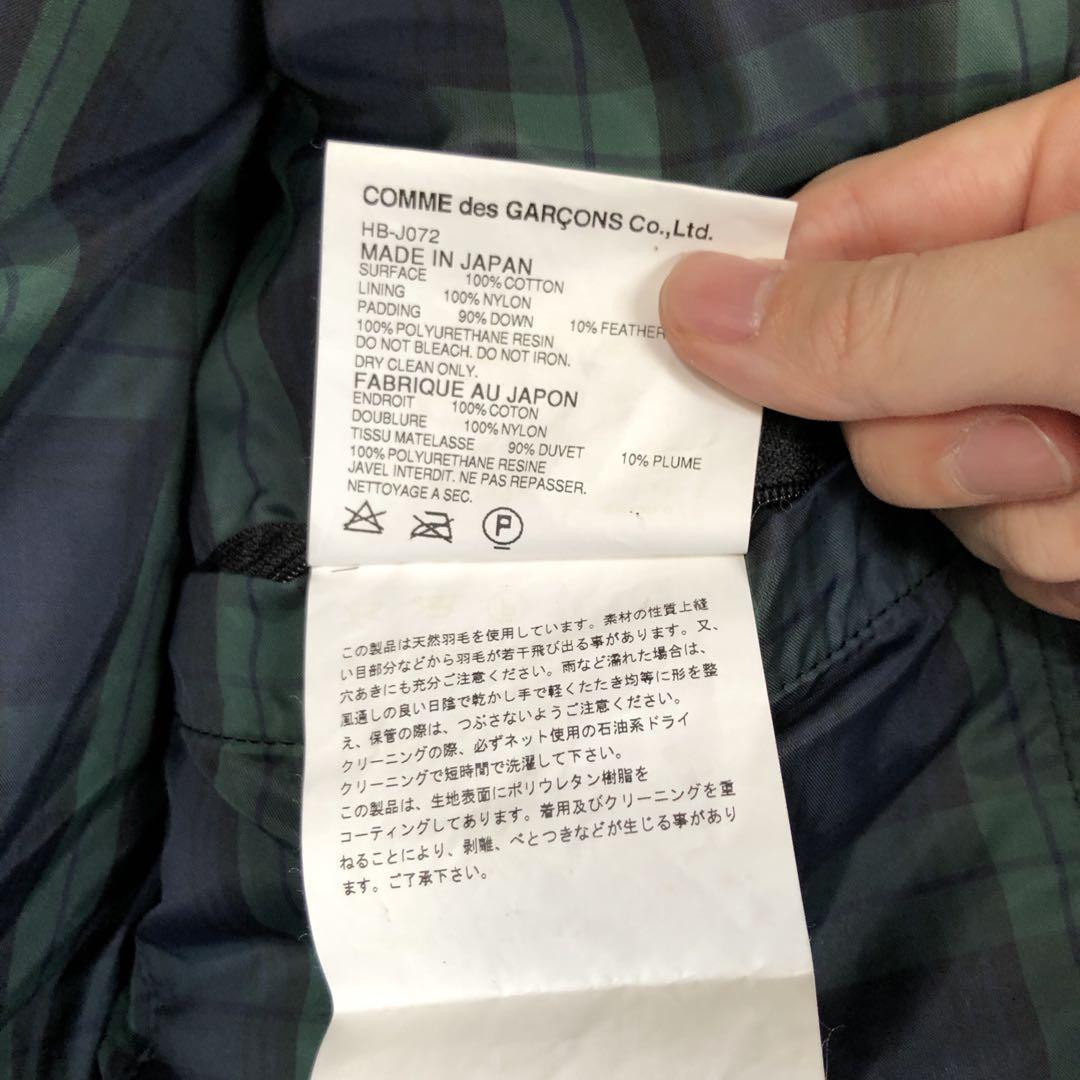 COMME des GARÇONS Co.,Ltd.
HB-J072
MADE IN JAPAN
SURFACE 100% COTTON
LINING 100% NYLON
PADDING 90% DOWN 10% FEATHER
100% POLYURETHANE RESIN
DO NOT BLEACH. DO NOT IRON.
DRY CLEAN ONLY.
FABRIQUE AU JAPON
ENDROIT 100% COTON
DOUBLURE 100% NYLON
TISSU MATELASSE 90% DUVET 10% PLUME
100% POLYURETHANE RESINE
JAVEL INTERDIT. NE PAS REPASSER.
NETTOYAGE A SEC.
P
この製品は天然羽毛を使用しています。素材の性質上縫
い目部分などから羽毛が若干飛び出る事があります。又、
穴あきにも充分ご注意ください。雨など濡れた場合は、
風通しの良い日陰で乾かし手で軽くたたき均等に形を整
え、保管の際は、つぶさないようご注意ください。
クリーニングの際、必ずネット使用の石油系ドライ
クリーニングで短時間で洗濯して下さい。
この製品は、生地表面にポリウレタン樹脂を
コーティングしてあります。着用及びクリーニングを重
ねることにより、剥離、べとつきなどが生じる事があり
ます。ご了承下さい。